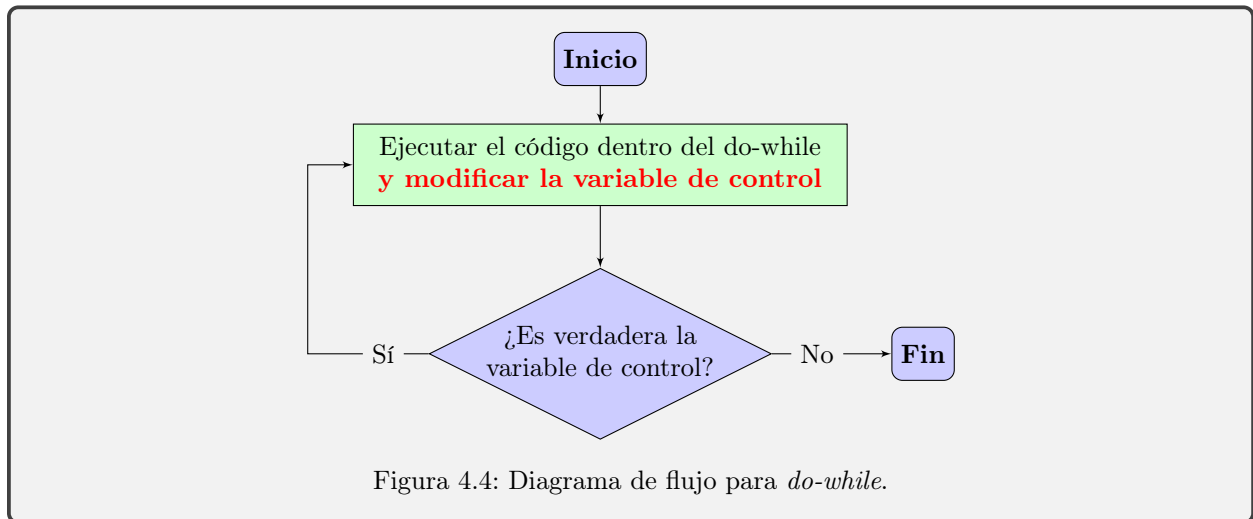 Inicio
Ejecutar el código dentro del do-while
y modificar la variable de control
¿Es verdadera la
variable de control?
Sí
No
Fin
Figura 4.4: Diagrama de flujo para do-while.